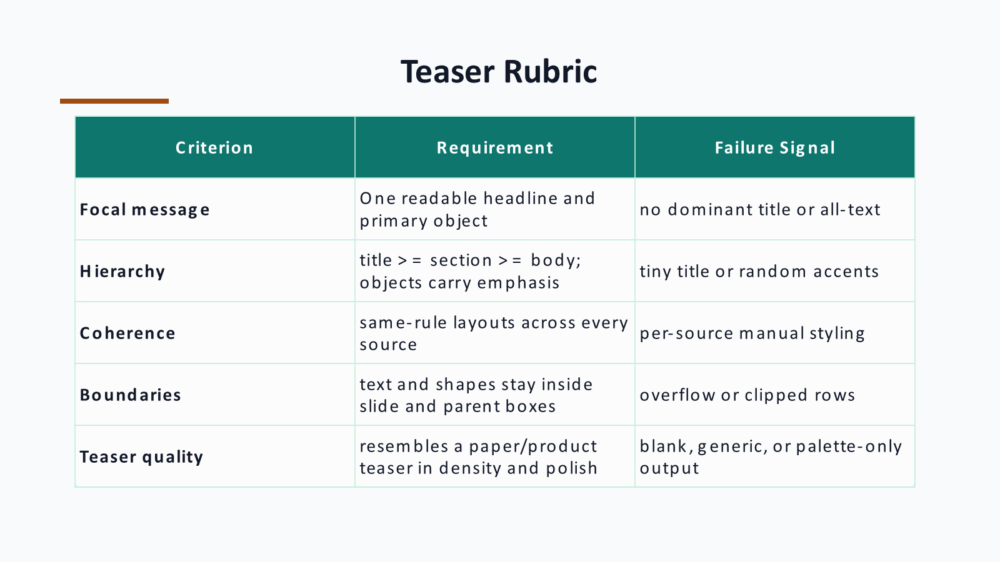 Teaser Rubric
Criterion
Requirement
Failure Signal
Focal message
One readable headline and
primary object
no dominant title or all-text
Hierarchy
title >= section >= body;
objects carry emphasis
tiny title or random accents
Coherence
same-rule layouts across every
source
per-source manual styling
Boundaries
text and shapes stay inside
slide and parent boxes
overflow or clipped rows
Teaser quality
resembles a paper/product
teaser in density and polish
blank, generic, or palette-only
output